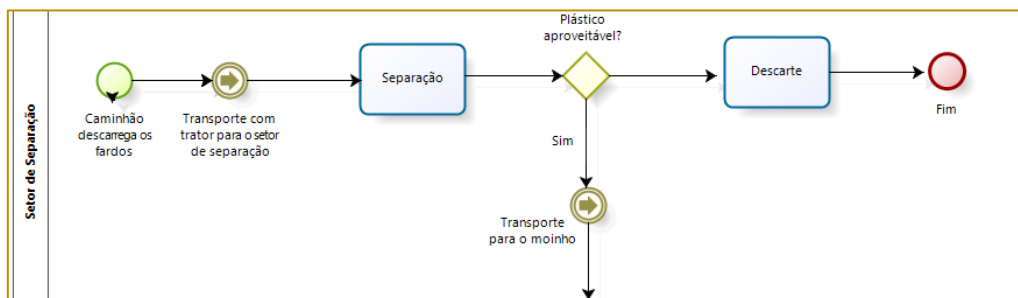 Setor de Separação
Caminhão
descarrega os
fardos
Transporte com
trator para o setor
de separação
Separação
Plástico
aproveitável?
Sim
Transporte
para o moinho
Descarte
Fim